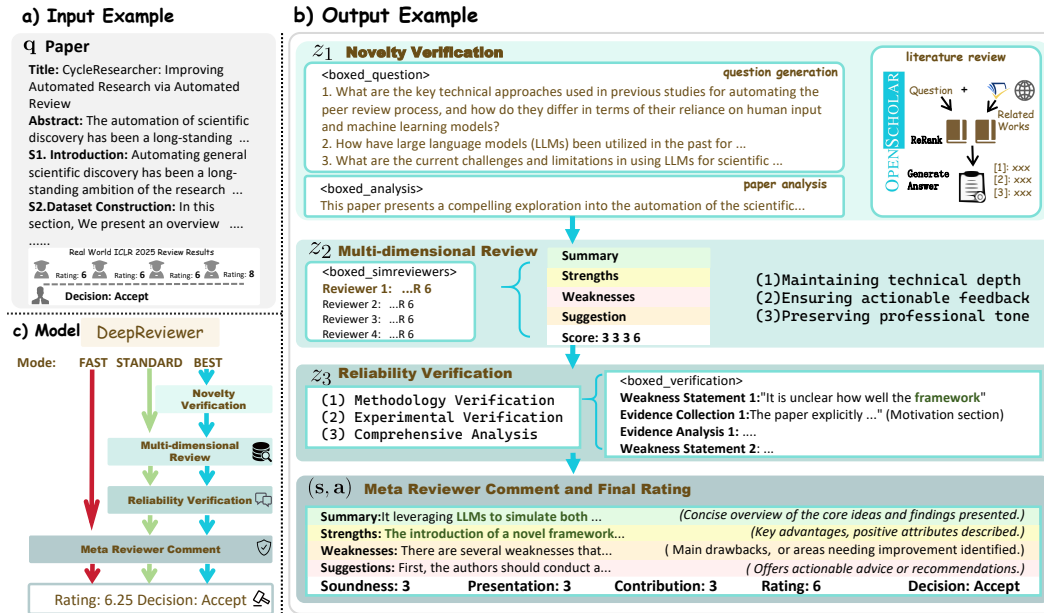 a) Input Example
q Paper
Title: CycleResearcher: Improving
Automated Research via Automated
Review
Abstract: The automation of scientific
discovery has been a long-standing ...
S1. Introduction: Automating general
scientific discovery has been a long-
standing ambition of the research ...
S2.Dataset Construction: In this
section, We present an overview ....
......
Real World ICLR 2025 Review Results
Rating: 6 Rating: 6 Rating: 6 Rating: 8
Decision: Accept
c) Model DeepReviewer
Mode: FAST STANDARD BEST
Novelty
Verification
Multi-dimensional
Review
Reliability Verification
Meta Reviewer Comment
Rating: 6.25 Decision: Accept
b) Output Example
z1 Novelty Verification
<boxed_question> question generation
1. What are the key technical approaches used in previous studies for automating the
peer review process, and how do they differ in terms of their reliance on human input
and machine learning models?
2. How have large language models (LLMs) been utilized in the past for ...
3. What are the current challenges and limitations in using LLMs for scientific ...
<boxed_analysis> paper analysis
This paper presents a compelling exploration into the automation of the scientific...
literature review
OPENSCHOLAR
Question +
Related
Works
ReRank
Generate
Answer
[1]: xxx
[2]: xxx
[3]: xxx
z2 Multi-dimensional Review
<boxed_simreviewers>
Reviewer 1: ...R 6
Reviewer 2: ...R 6
Reviewer 3: ...R 6
Reviewer 4: ...R 6
Summary
Strengths
Weaknesses
Suggestion
Score: 3 3 3 6
(1)Maintaining technical depth
(2)Ensuring actionable feedback
(3)Preserving professional tone
z3 Reliability Verification
(1) Methodology Verification
(2) Experimental Verification
(3) Comprehensive Analysis
<boxed_verification>
Weakness Statement 1:"It is unclear how well the framework"
Evidence Collection 1:The paper explicitly ..." (Motivation section)
Evidence Analysis 1: ....
Weakness Statement 2: ...
(s, a) Meta Reviewer Comment and Final Rating
Summary:It leveraging LLMs to simulate both ... (Concise overview of the core ideas and findings presented.)
Strengths: The introduction of a novel framework... (Key advantages, positive attributes described.)
Weaknesses: There are several weaknesses that... ( Main drawbacks, or areas needing improvement identified.)
Suggestions: First, the authors should conduct a... ( Offers actionable advice or recommendations.)
Soundness: 3 Presentation: 3 Contribution: 3 Rating: 6 Decision: Accept